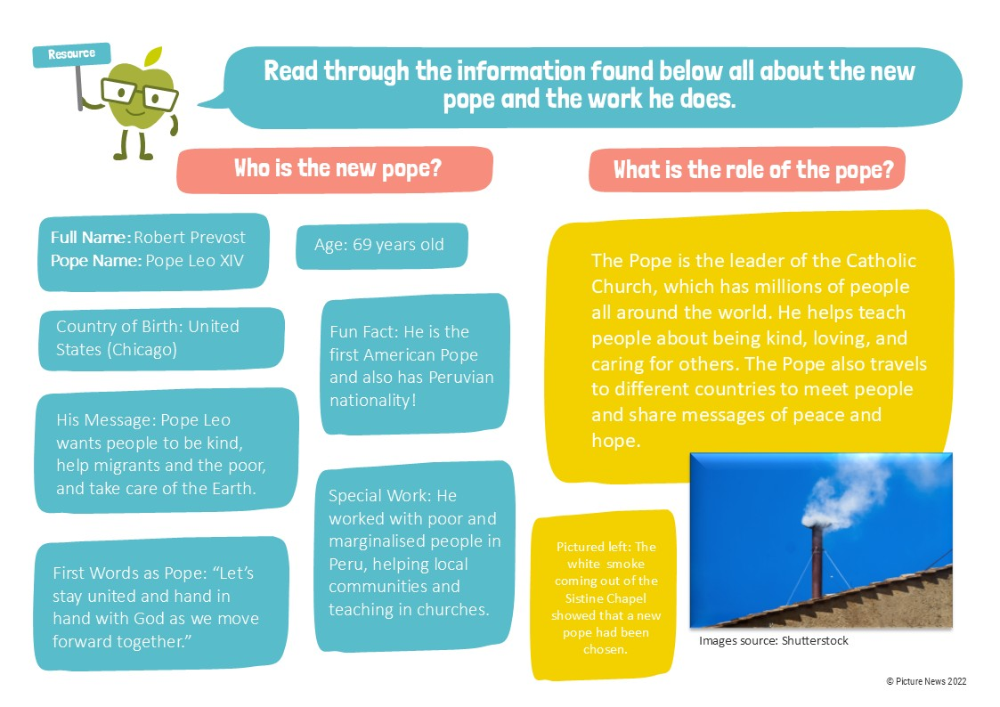 Resource
Read through the information found below all about the new
pope and the work he does.
Who is the new pope?
What is the role of the pope?
Full Name: Robert Prevost
Pope Name: Pope Leo XIV
Age: 69 years old
Country of Birth: United
States (Chicago)
Fun Fact: He is the
first American Pope
and also has Peruvian
nationality!
His Message: Pope Leo
wants people to be kind,
help migrants and the poor,
and take care of the Earth.
Special Work: He
worked with poor and
marginalised people in
Peru, helping local
communities and
teaching in churches.
First Words as Pope: “Let’s
stay united and hand in
hand with God as we move
forward together.”
The Pope is the leader of the Catholic
Church, which has millions of people
all around the world. He helps teach
people about being kind, loving, and
caring for others. The Pope also travels
to different countries to meet people
and share messages of peace and
hope.
Pictured left: The
white smoke
coming out of the
Sistine Chapel
showed that a new
pope had been
chosen.
Images source: Shutterstock
© Picture News 2022